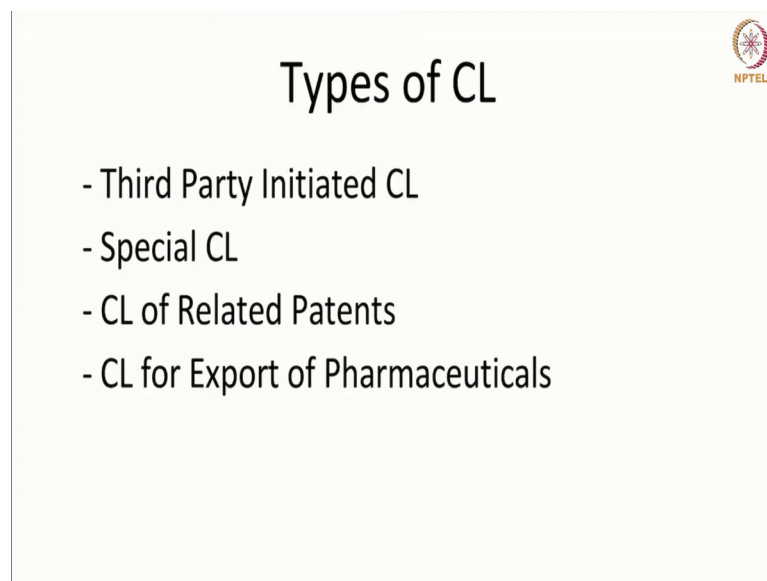 NPTEL
Types of CL
- Third Party Initiated CL
- Special CL
- CL of Related Patents
- CL for Export of Pharmaceuticals